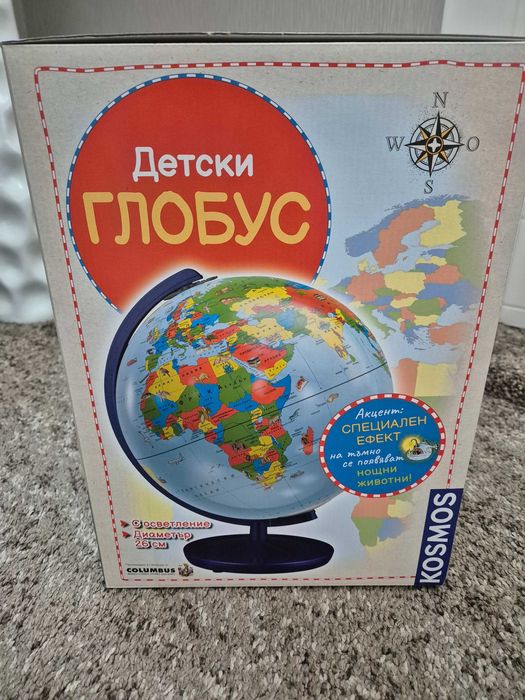 Детски
ГЛОБУС
N
W
O
S
Акцент:
СПЕЦИАЛЕН
ЕФЕКТ
на тъмно
се появяват
НОЩНИ
ЖИВОТНИ!
С осветление
Диаметър
26 см
COLUMBUS
KOSMOS